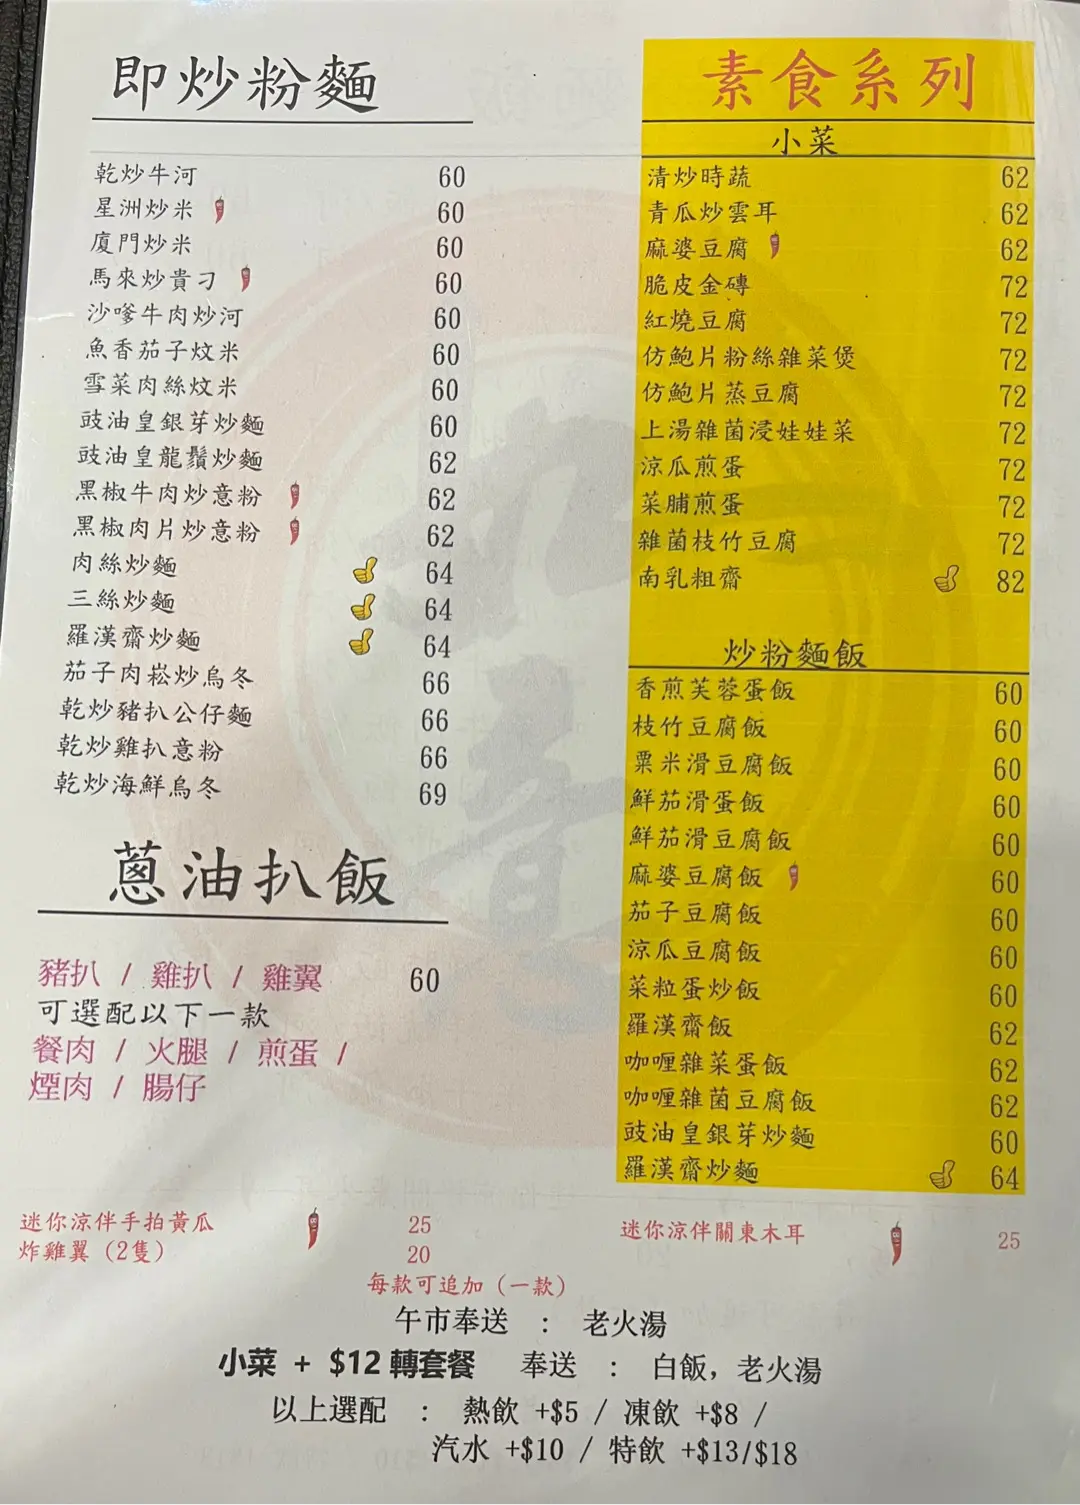 即炒粉麵
乾炒牛河 60
星洲炒米 60
廈門炒米 60
馬來炒貴刁 60
沙嗲牛肉炒河 60
魚香茄子炆米 60
雪菜肉絲炆米 60
豉油皇銀芽炒麵 60
豉油皇龍鬚炒麵 62
黑椒牛肉炒意粉 62
黑椒肉片炒意粉 62
肉絲炒麵 64
三絲炒麵 64
羅漢齋炒麵 64
茄子肉崧炒烏冬 66
乾炒豬扒公仔麵 66
乾炒雞扒意粉 66
乾炒海鮮烏冬 69
蔥油扒飯
豬扒 / 雞扒 / 雞翼 60
可選配以下一款
餐肉 / 火腿 / 煎蛋 /
煙肉 / 腸仔
素食系列
小菜
清炒時蔬 62
青瓜炒雲耳 62
麻婆豆腐 62
脆皮金磚 72
紅燒豆腐 72
仿鮑片粉絲雜菜煲 72
仿鮑片蒸豆腐 72
上湯雜菌浸娃娃菜 72
涼瓜煎蛋 72
菜脯煎蛋 72
雜菌枝竹豆腐 72
南乳粗齋 82
炒粉麵飯
香煎芙蓉蛋飯 60
枝竹豆腐飯 60
粟米滑豆腐飯 60
鮮茄滑蛋飯 60
鮮茄滑豆腐飯 60
麻婆豆腐飯 60
茄子豆腐飯 60
涼瓜豆腐飯 60
菜粒蛋炒飯 60
羅漢齋飯 62
咖喱雜菜蛋飯 62
咖喱雜菌豆腐飯 62
豉油皇銀芽炒麵 60
羅漢齋炒麵 64
迷你涼伴手拍黃瓜 25
炸雞翼（2隻） 20
迷你涼伴關東木耳 25
每款可追加（一款）
午市奉送 : 老火湯
小菜 + $12 轉套餐 奉送 : 白飯，老火湯
以上選配 : 熱飲 +$5 / 凍飲 +$8 /
汽水 +$10 / 特飲 +$13/$18